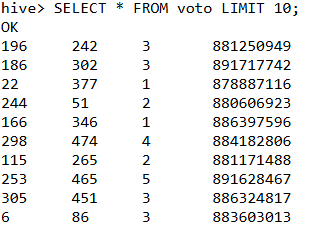 hive> SELECT * FROM voto LIMIT 10;
OK
196 242 3 881250949
186 302 3 891717742
22 377 1 878887116
244 51 2 880606923
166 346 1 886397596
298 474 4 884182806
115 265 2 881171488
253 465 5 891628467
305 451 3 886324817
6 86 3 883603013